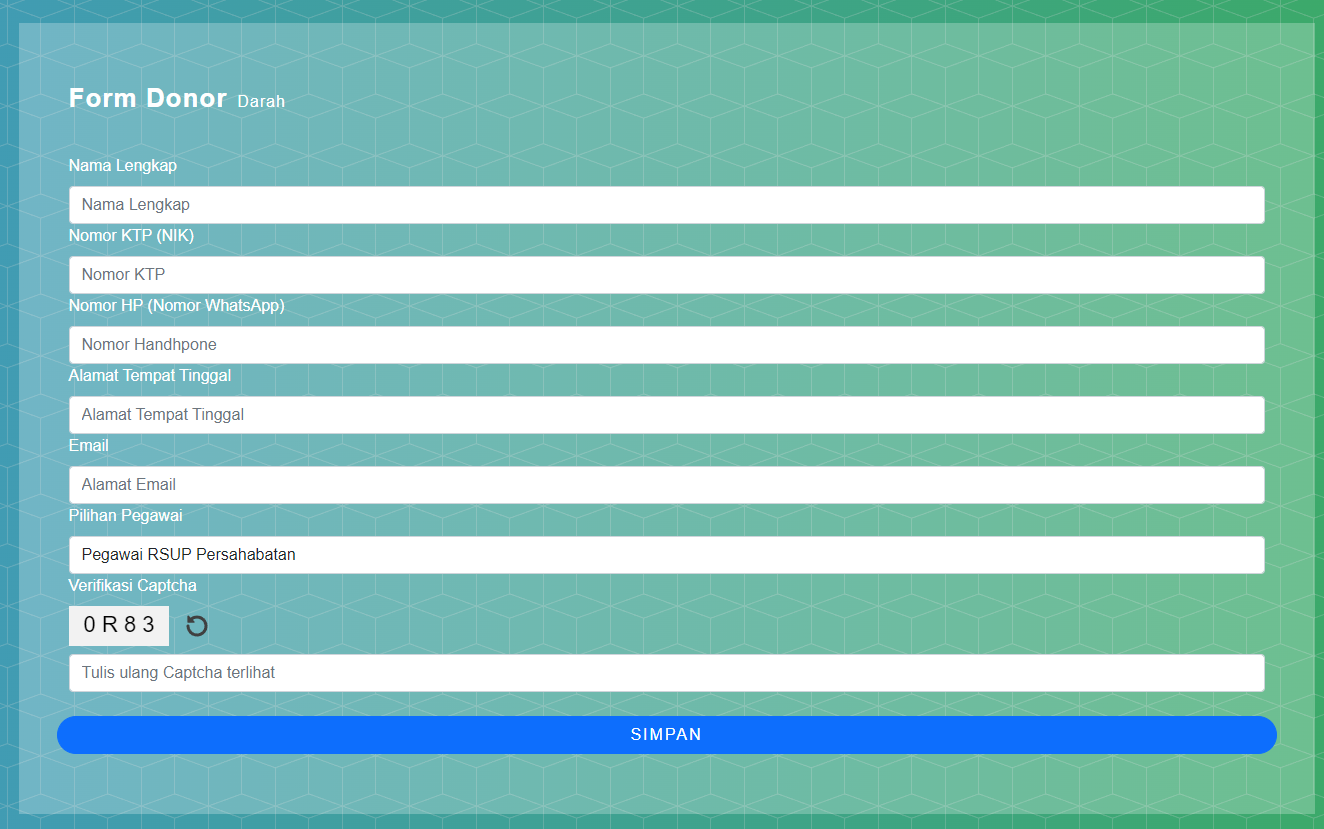 Form Donor Darah
Nama Lengkap
Nama Lengkap
Nomor KTP (NIK)
Nomor KTP
Nomor HP (Nomor WhatsApp)
Nomor Handhpone
Alamat Tempat Tinggal
Alamat Tempat Tinggal
Email
Alamat Email
Pilihan Pegawai
Pegawai RSUP Persahabatan
Verifikasi Captcha
0 R 8 3
Tulis ulang Captcha terlihat
SIMPAN